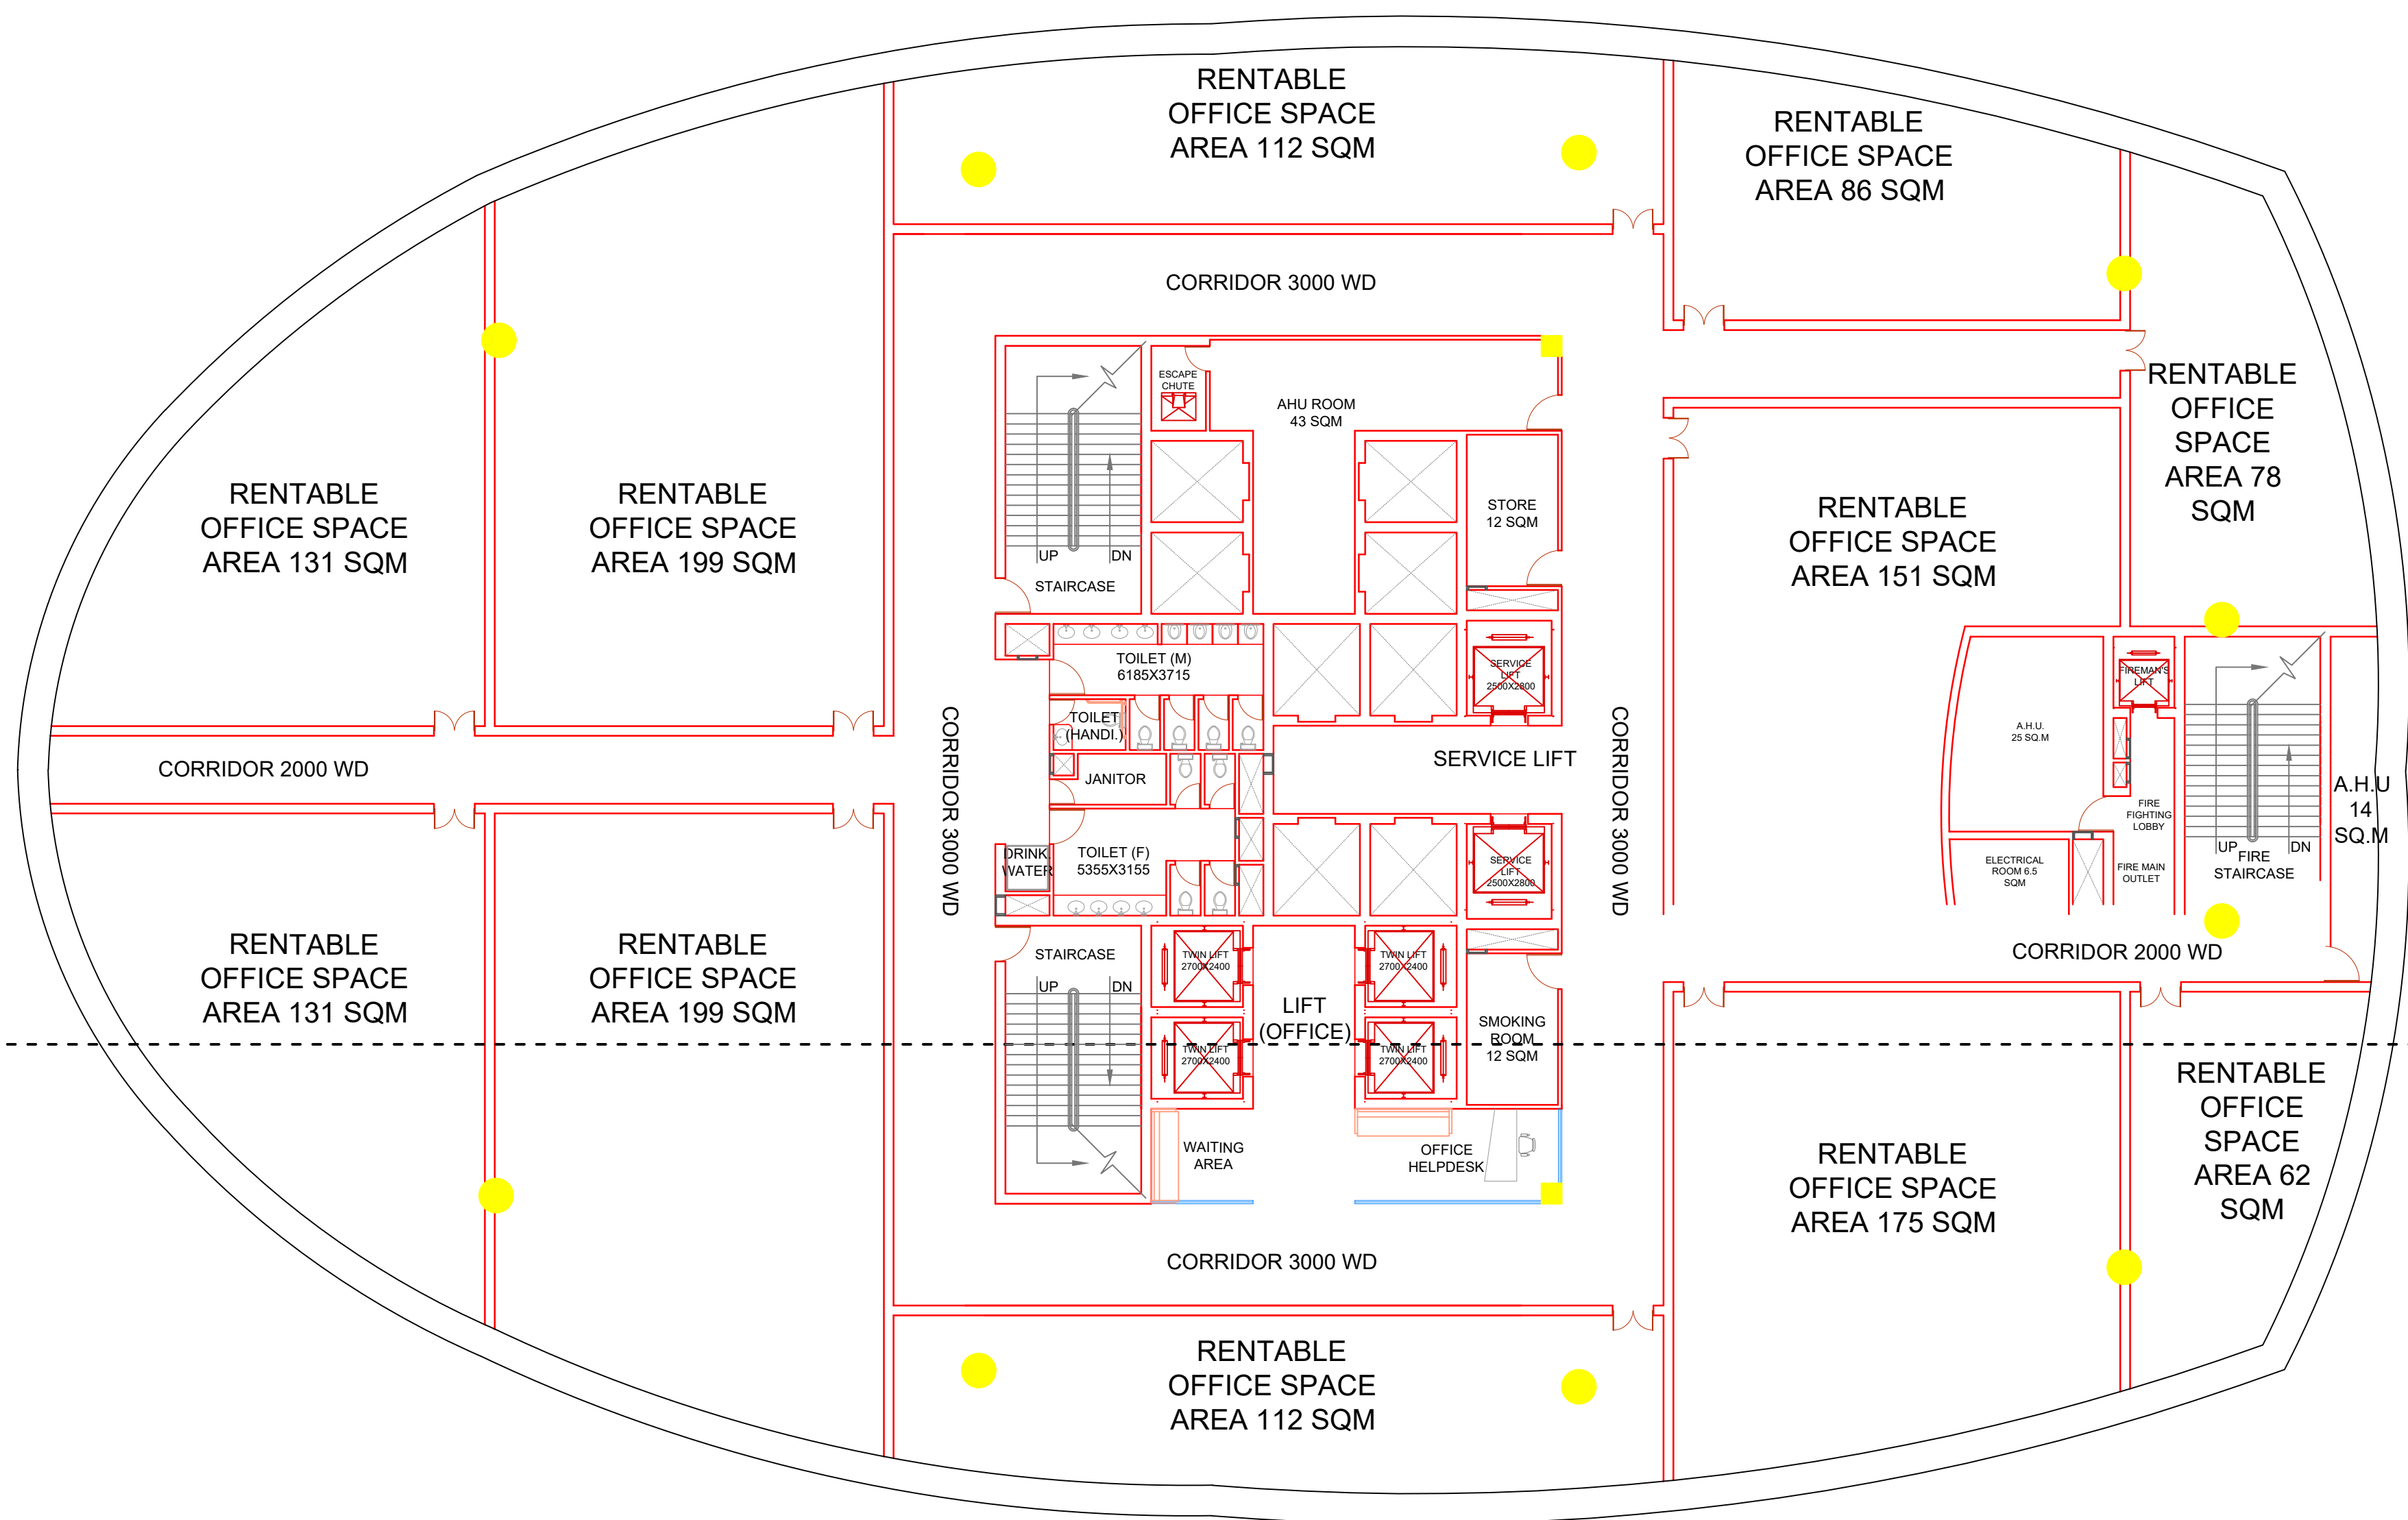 RENTABLE
OFFICE SPACE
AREA 112 SQM
RENTABLE
OFFICE SPACE
AREA 86 SQM
CORRIDOR 3000 WD
RENTABLE
OFFICE
SPACE
AREA 78
SQM
ESCAPE
CHUTE
AHU ROOM
43 SQM
RENTABLE
OFFICE SPACE
AREA 131 SQM
RENTABLE
OFFICE SPACE
AREA 199 SQM
UP
DN
STAIRCASE
STORE
12 SQM
RENTABLE
OFFICE SPACE
AREA 151 SQM
TOILET (M)
6185X3715
SERVICE
LIFT
2500X2800
FIREMAN'S
LIFT
TOILET
(HANDI.)
CORRIDOR 3000 WD
SERVICE LIFT
CORRIDOR 3000 WD
A.H.U.
25 SQ.M
CORRIDOR 2000 WD
JANITOR
A.H.U
14
SQ.M
FIRE
FIGHTING
LOBBY
DRINK.
WATER
TOILET (F)
5355X3155
SERVICE
LIFT
2500X2800
ELECTRICAL
ROOM 6.5
SQM
FIRE MAIN
OUTLET
UP
DN
FIRE
STAIRCASE
RENTABLE
OFFICE SPACE
AREA 131 SQM
RENTABLE
OFFICE SPACE
AREA 199 SQM
STAIRCASE
UP
DN
TWIN LIFT
2700X2400
TWIN LIFT
2700X2400
CORRIDOR 2000 WD
LIFT
(OFFICE)
TWIN LIFT
2700X2400
TWIN LIFT
2700X2400
SMOKING
ROOM
12 SQM
RENTABLE
OFFICE
SPACE
AREA 62
SQM
WAITING
AREA
OFFICE
HELPDESK
RENTABLE
OFFICE SPACE
AREA 175 SQM
CORRIDOR 3000 WD
RENTABLE
OFFICE SPACE
AREA 112 SQM